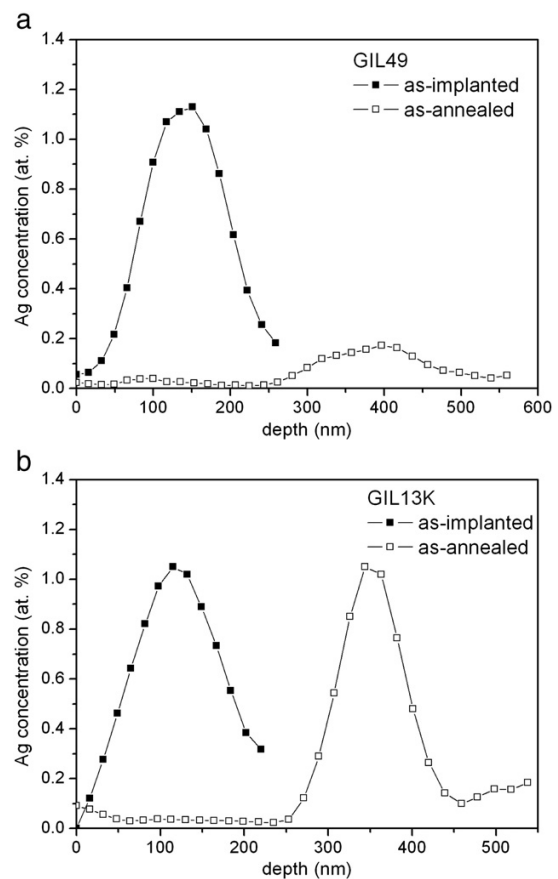 a
GIL49
as-implanted
as-annealed
1.4
1.2
1.0
0.8
0.6
0.4
0.2
0.0
Ag concentration (at. %)
0 100 200 300 400 500 600
depth (nm)
b
GIL13K
as-implanted
as-annealed
1.4
1.2
1.0
0.8
0.6
0.4
0.2
0.0
Ag concentration (at. %)
0 100 200 300 400 500
depth (nm)